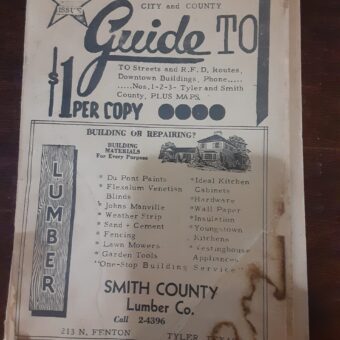 ISSUE
CITY and COUNTY
Guide TO
TO Streets and R.F.D. Routes,
Downtown Buildings, Phone.....
.....Nos. 1-2-3- Tyler and Smith
County, PLUS MAPS.
$1 PER COPY
BUILDING OR REPAIRING?
BUILDING
MATERIALS
For Every Purpose
LUMBER
* Du Pont Paints
* Flexalum Venetian
Blinds
* Johns Manville
* Weather Strip
* Sand - Cement
* Fencing
* Lawn Mowers
* Garden Tools
* Ideal Kitchen
Cabinets
* Hardware
* Wall Paper
* Insulation
* Youngstown
Kitchens
* Westinghouse
Appliances
"One-Stop Building Service"
SMITH COUNTY
Lumber Co.
Call 2-4396
213 N. FENTON
TYLER, TEXAS